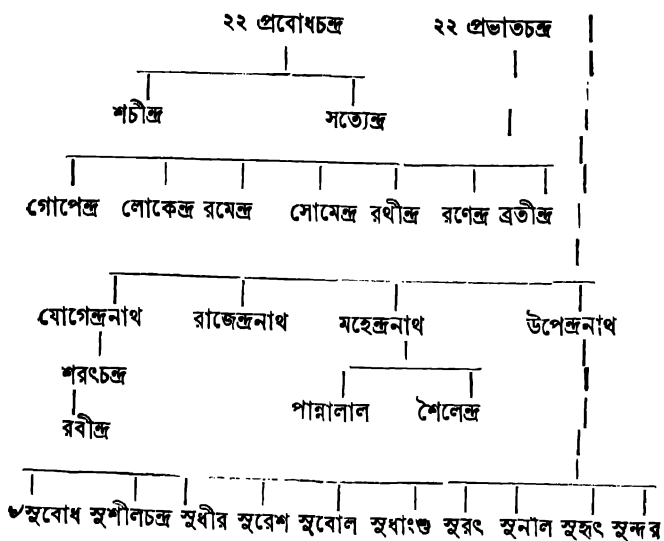 ২২ প্রবোধচন্দ্র ২২ প্রভাতচন্দ্র
শচীন্দ্র সত্যেন্দ্র
গোপেন্দ্র লোকেন্দ্র রমেন্দ্র সোমেন্দ্র রথীন্দ্র রণেন্দ্র ব্রতীন্দ্র
যোগেন্দ্রনাথ রাজেন্দ্রনাথ মহেন্দ্রনাথ উপেন্দ্রনাথ
শরৎচন্দ্র
পান্নালাল শৈলেন্দ্র
রবীন্দ্র
৺সুবোধ সুশীলচন্দ্র সুধীর সুরেশ সুবোল সুধাংশু সুরৎ সুনাল সুহৃৎ সুন্দর